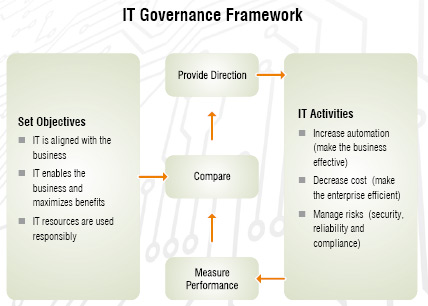 IT Governance Framework
Set Objectives
IT is aligned with the
business
IT enables the
business and
maximizes benefits
IT resources are used
responsibly
Provide Direction
Compare
Measure
Performance
IT Activities
Increase automation
(make the business
effective)
Decrease cost (make
the enterprise efficient)
Manage risks (security,
reliability and
compliance)